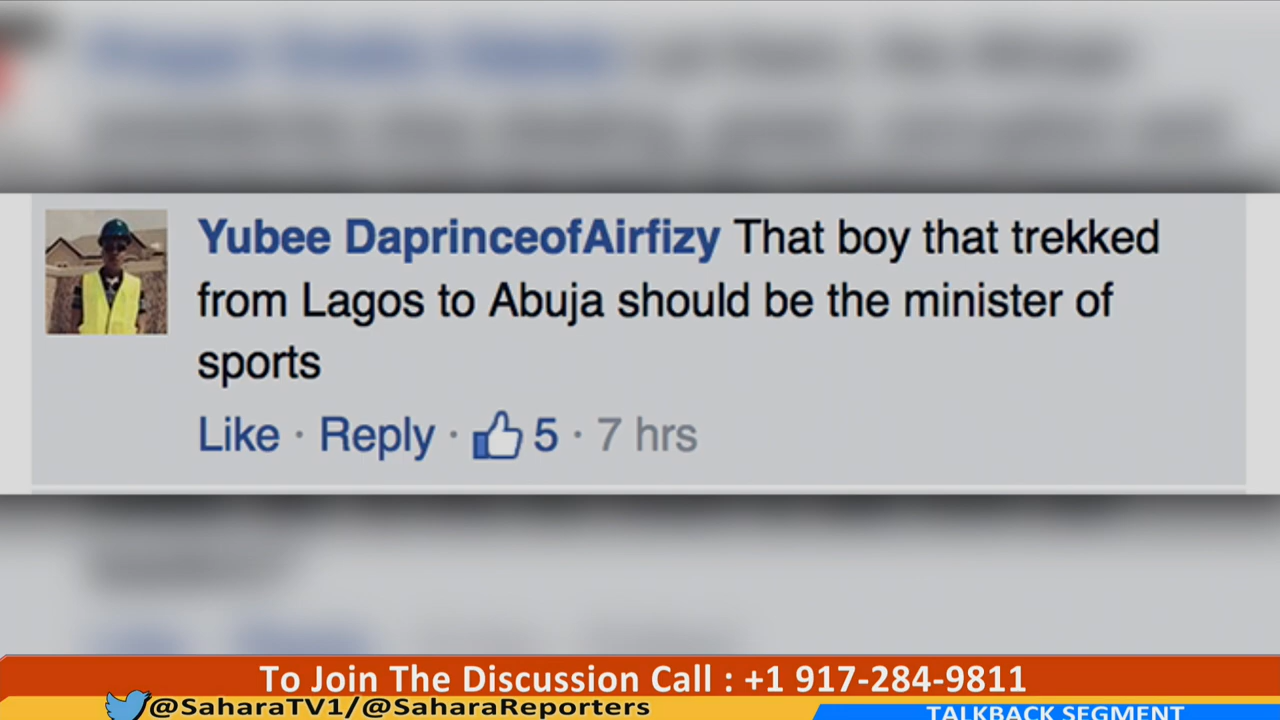 Yubee DaprinceofAirfizy That boy that trekked
from Lagos to Abuja should be the minister of
sports
Like · Reply · 5 · 7 hrs
To Join The Discussion Call : +1 917-284-9811
@SaharaTV1/@SaharaReporters
TALKBACK SEGMENT